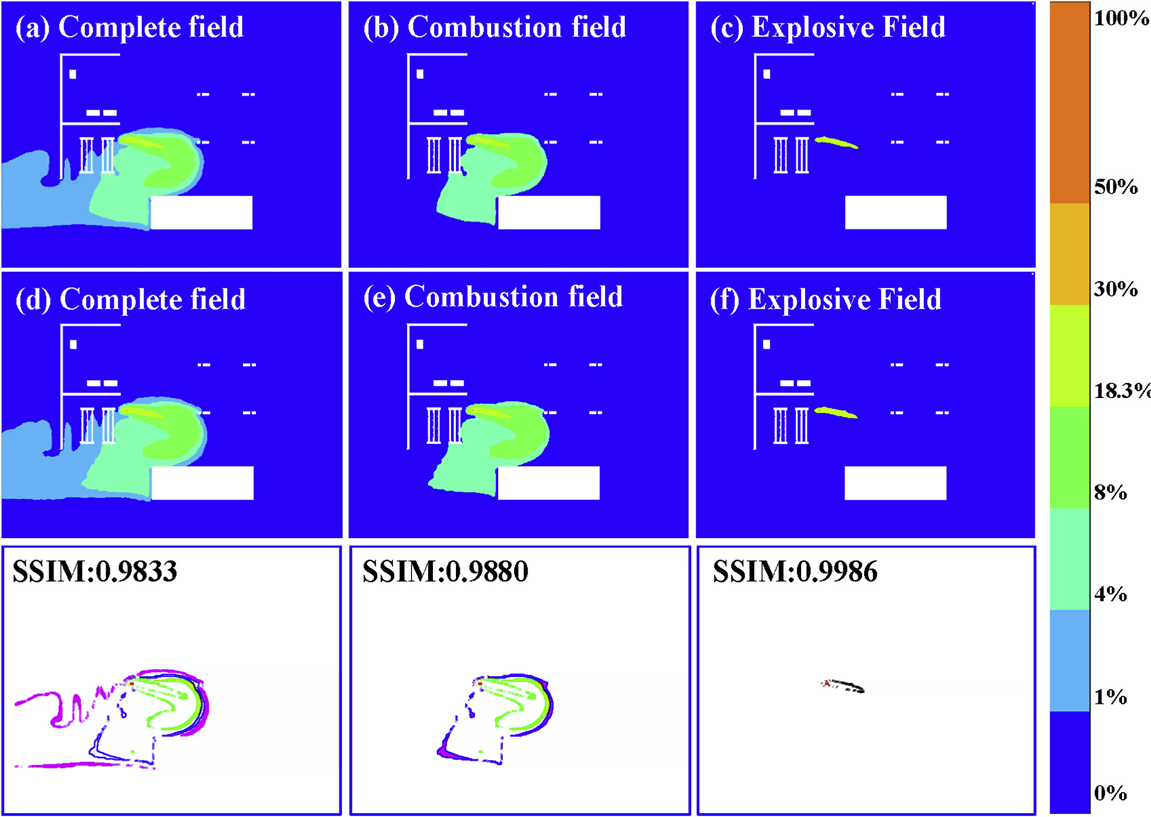 (a) Complete field
(b) Combustion field
(c) Explosive Field
(d) Complete field
(e) Combustion field
(f) Explosive Field
SSIM:0.9833
SSIM:0.9880
SSIM:0.9986
100%
50%
30%
18.3%
8%
4%
1%
0%